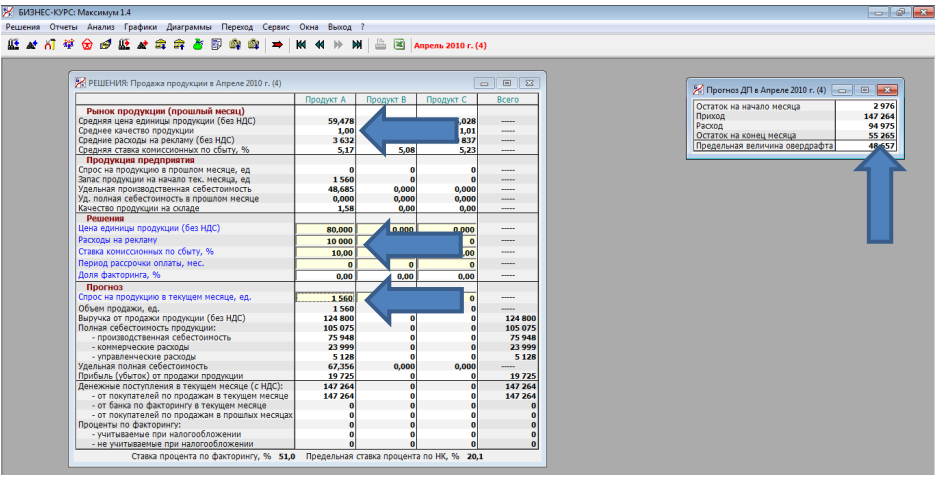 БИЗНЕС-КУРС: Максимум 1.4
Решения Отчеты Анализ Графики Диаграммы Переход Сервис Окна Выход ?
Апрель 2010 г. (4)
РЕШЕНИЯ: Продажа продукции в Апреле 2010 г. (4)
Продукт A Продукт B Продукт C Всего
Рынок продукции (прошлый месяц)
Средняя цена единицы продукции (без НДС) 59,478 ,028 -----
Среднее качество продукции 1,00 1,01 -----
Средние расходы на рекламу (без НДС) 3 632 837 -----
Средняя ставка комиссионных по сбыту, % 5,17 5,08 5,23 -----
Продукция предприятия
Спрос на продукцию в прошлом месяце, ед 0 0 0 -----
Запас продукции на начало тек. месяца, ед 1 560 0 0 -----
Удельная производственная себестоимость 48,685 0,000 0,000 -----
Уд. полная себестоимость в прошлом месяце 0,000 0,000 0,000 -----
Качество продукции на складе 1,58 0,00 0,00 -----
Решения
Цена единицы продукции (без НДС) 80,000 0,000 0,000 -----
Расходы на рекламу 10 000 0 -----
Ставка комиссионных по сбыту, % 10,00 ,00 -----
Период рассрочки оплаты, мес. 0 0 0 -----
Доля факторинга, % 0,00 0,00 0,00 -----
Прогноз
Спрос на продукцию в текущем месяце, ед. 1 560 0 -----
Объем продажи, ед. 1 560 0 -----
Выручка от продажи продукции (без НДС) 124 800 0 0 124 800
Полная себестоимость продукции: 105 075 0 0 105 075
- производственная себестоимость 75 948 0 0 75 948
- коммерческие расходы 23 999 0 0 23 999
- управленческие расходы 5 128 0 0 5 128
Удельная полная себестоимость 67,356 0,000 0,000 -----
Прибыль (убыток) от продажи продукции 19 725 0 0 19 725
Денежные поступления в текущем месяце (с НДС): 147 264 0 0 147 264
- от покупателей по продажам в текущем месяце 147 264 0 0 147 264
- от банка по факторингу в текущем месяце 0 0 0 0
- от покупателей по продажам в прошлых месяцах 0 0 0 0
Проценты по факторингу: 0 0 0 0
- учитываемые при налогообложении 0 0 0 0
- не учитываемые при налогообложении 0 0 0 0
Ставка процента по факторингу, % 51,0 Предельная ставка процента по НК, % 20,1
Прогноз ДП в Апреле 2010 г. (4)
Остаток на начало месяца 2 976
Приход 147 264
Расход 94 975
Остаток на конец месяца 55 265
Предельная величина овердрафта 48 557